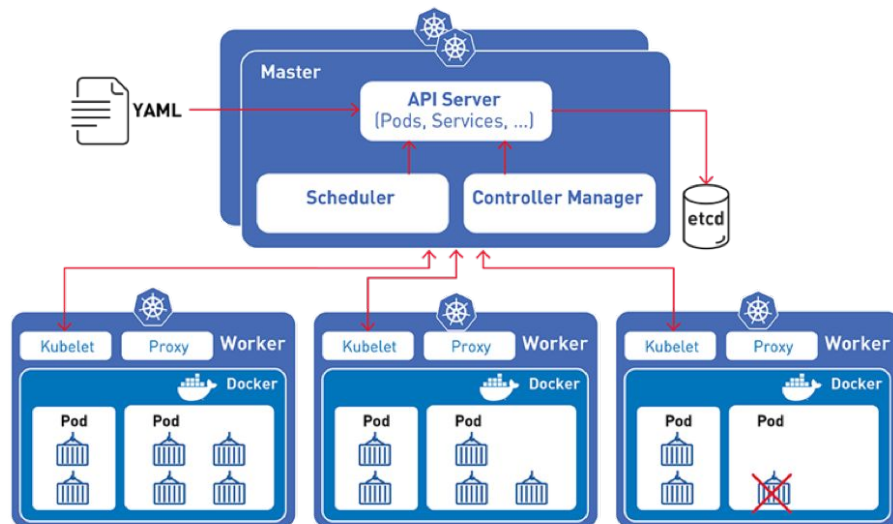 Master
YAML
API Server
(Pods, Services, ...)
Scheduler
Controller Manager
etcd
Kubelet
Proxy
Worker
Docker
Pod
Pod
Kubelet
Proxy
Worker
Docker
Pod
Pod
Kubelet
Proxy
Worker
Docker
Pod
Pod